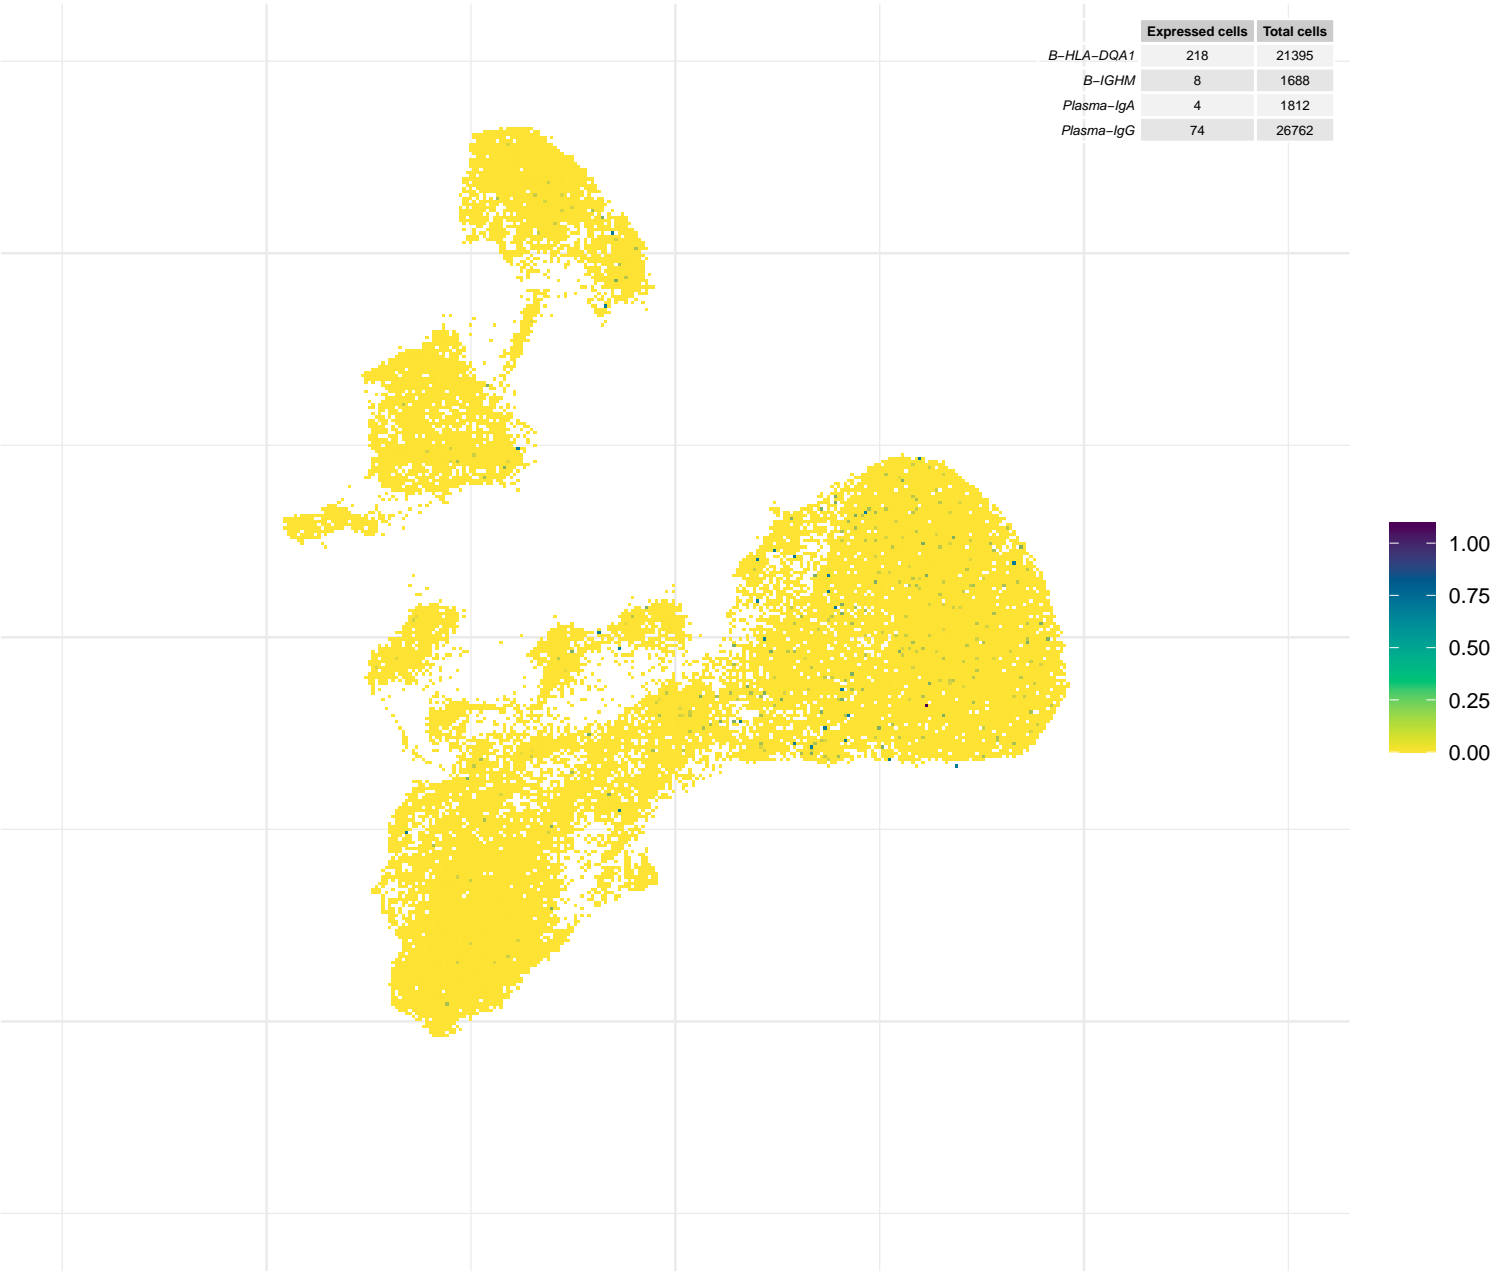 Expressed cells Total cells
B-HLA-DQA1 218 21395
B-IGHM 8 1688
Plasma-IgA 4 1812
Plasma-IgG 74 26762
1.00
0.75
0.50
0.25
0.00